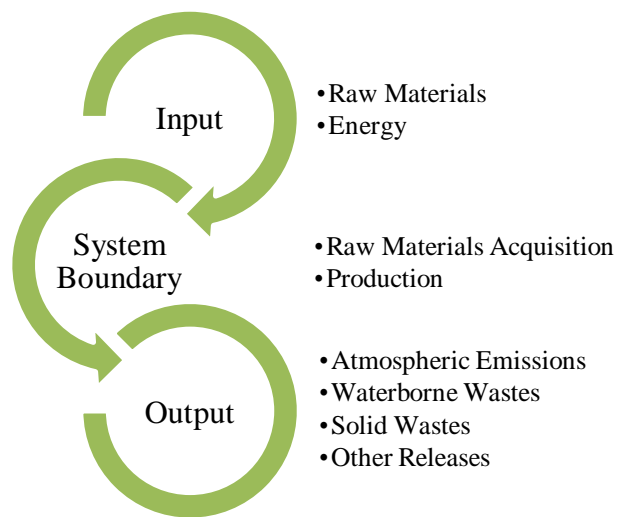 Input
•Raw Materials
•Energy
System
Boundary
•Raw Materials Acquisition
•Production
Output
•Atmospheric Emissions
•Waterborne Wastes
•Solid Wastes
•Other Releases